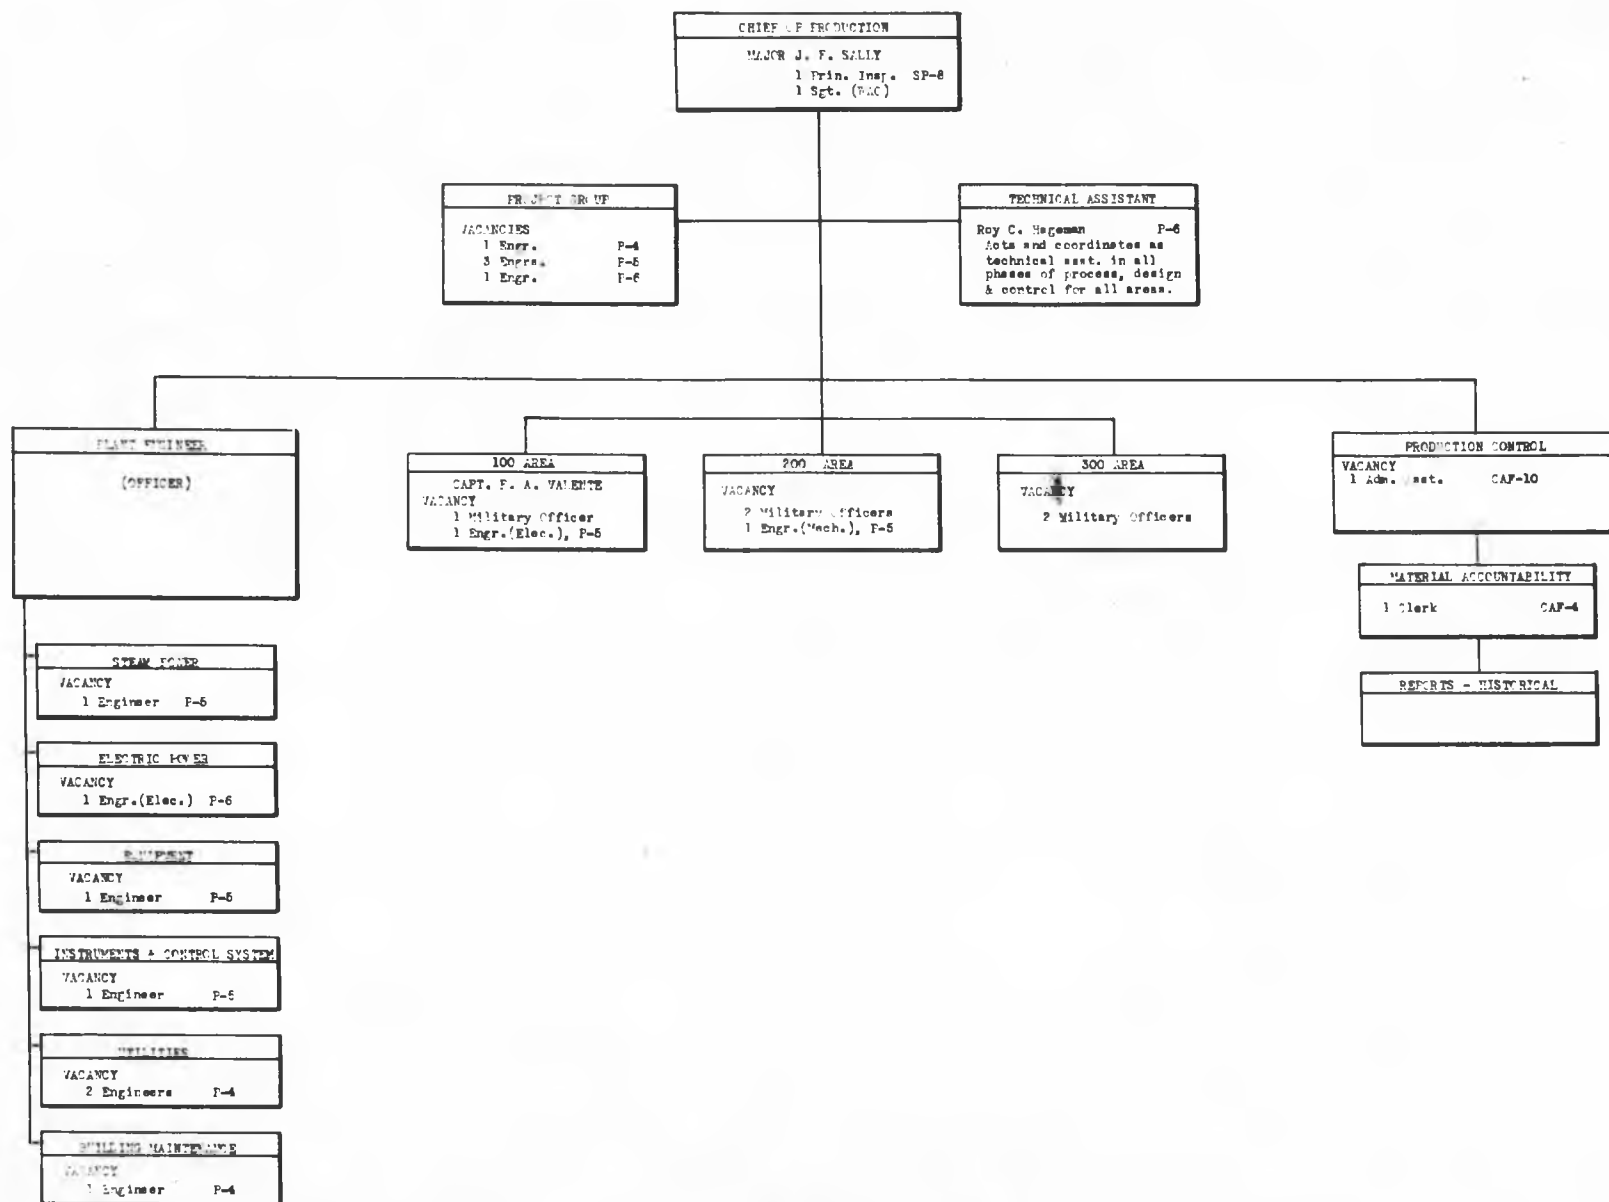 CHIEF OF PRODUCTION
MAJOR J. F. SALLY
1 Prin. Insp. SP-8
1 Sgt. (WAC)
PROJECT GROUP
VACANCIES
1 Engr. P-4
3 Engrs. P-5
1 Engr. P-6
TECHNICAL ASSISTANT
Roy C. Hageman P-6
Acts and coordinates as
technical asst. in all
phases of process, design
& control for all areas.
PLANT ENGINEER
(OFFICER)
100 AREA
CAPT. F. A. VALENTE
VACANCY
1 Military Officer
1 Engr.(Elec.), P-5
200 AREA
VACANCY
2 Military Officers
1 Engr.(Mech.), P-5
300 AREA
VACANCY
2 Military Officers
PRODUCTION CONTROL
VACANCY
1 Adm. Asst. CAF-10
MATERIAL ACCOUNTABILITY
1 Clerk CAF-4
REPORTS - HISTORICAL
STEAM POWER
VACANCY
1 Engineer P-5
ELECTRIC POWER
VACANCY
1 Engr.(Elec.) P-6
EQUIPMENT
VACANCY
1 Engineer P-5
INSTRUMENTS & CONTROL SYSTEM
VACANCY
1 Engineer P-5
UTILITIES
VACANCY
2 Engineers P-4
BUILDING MAINTENANCE
VACANCY
1 Engineer P-4